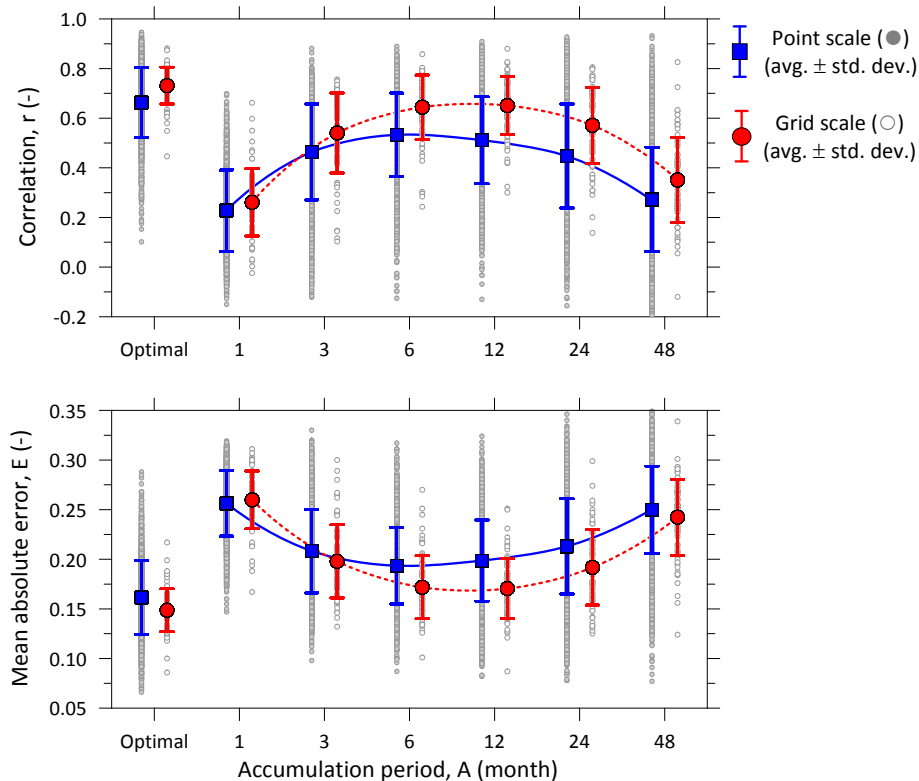 Correlation, r (-)
1.0
0.8
0.6
0.4
0.2
0.0
-0.2
Optimal 1 3 6 12 24 48
Point scale (●)
(avg. ± std. dev.)
Grid scale (○)
(avg. ± std. dev.)
Mean absolute error, E (-)
0.35
0.30
0.25
0.20
0.15
0.10
0.05
Optimal 1 3 6 12 24 48
Accumulation period, A (month)